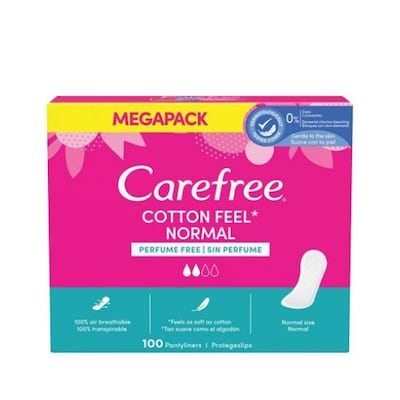 MEGAPACK
0%
Carefree®
COTTON FEEL*
NORMAL
PERFUME FREE | SIN PERFUME
Gentle to the skin
Suave con la piel
100% air breathable
100% transpirable
*Feels as soft as cotton
*Tan suave como el algodón
Normal size
Normal
100 Pantyliners | Protegeslips